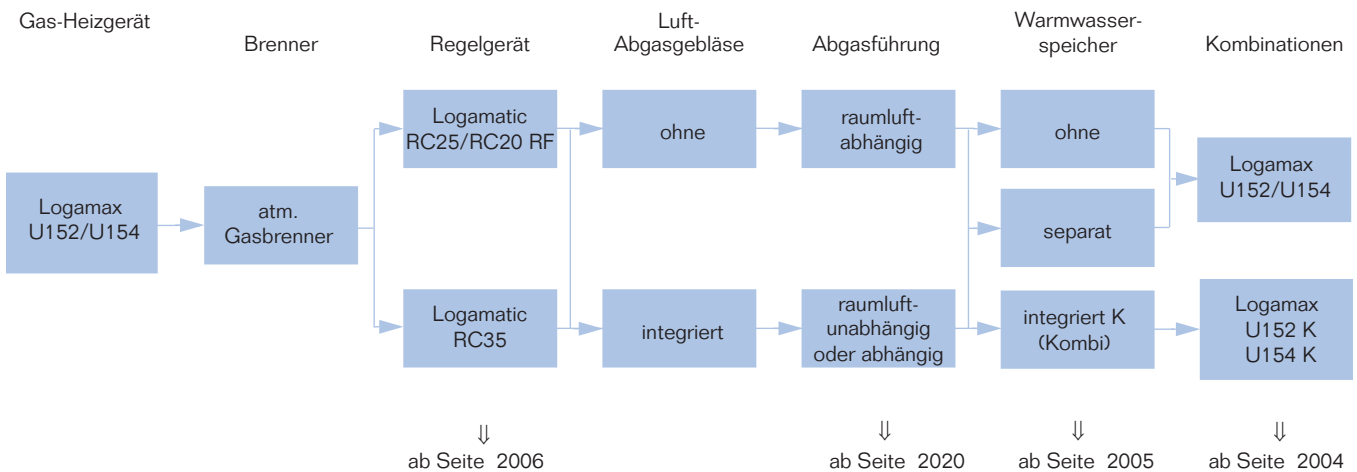 Gas-Heizgerät
Brenner
Regelgerät
Luft-
Abgasgebläse
Abgasführung
Warmwasser-
speicher
Kombinationen
Logamax
U152/U154
atm.
Gasbrenner
Logamatic
RC25/RC20 RF
Logamatic
RC35
ohne
integriert
raumluft-
abhängig
raumluft-
unabhängig
oder abhängig
ohne
separat
integriert K
(Kombi)
Logamax
U152/U154
Logamax
U152 K
U154 K
⇓
ab Seite 2006
⇓
ab Seite 2020
⇓
ab Seite 2005
⇓
ab Seite 2004